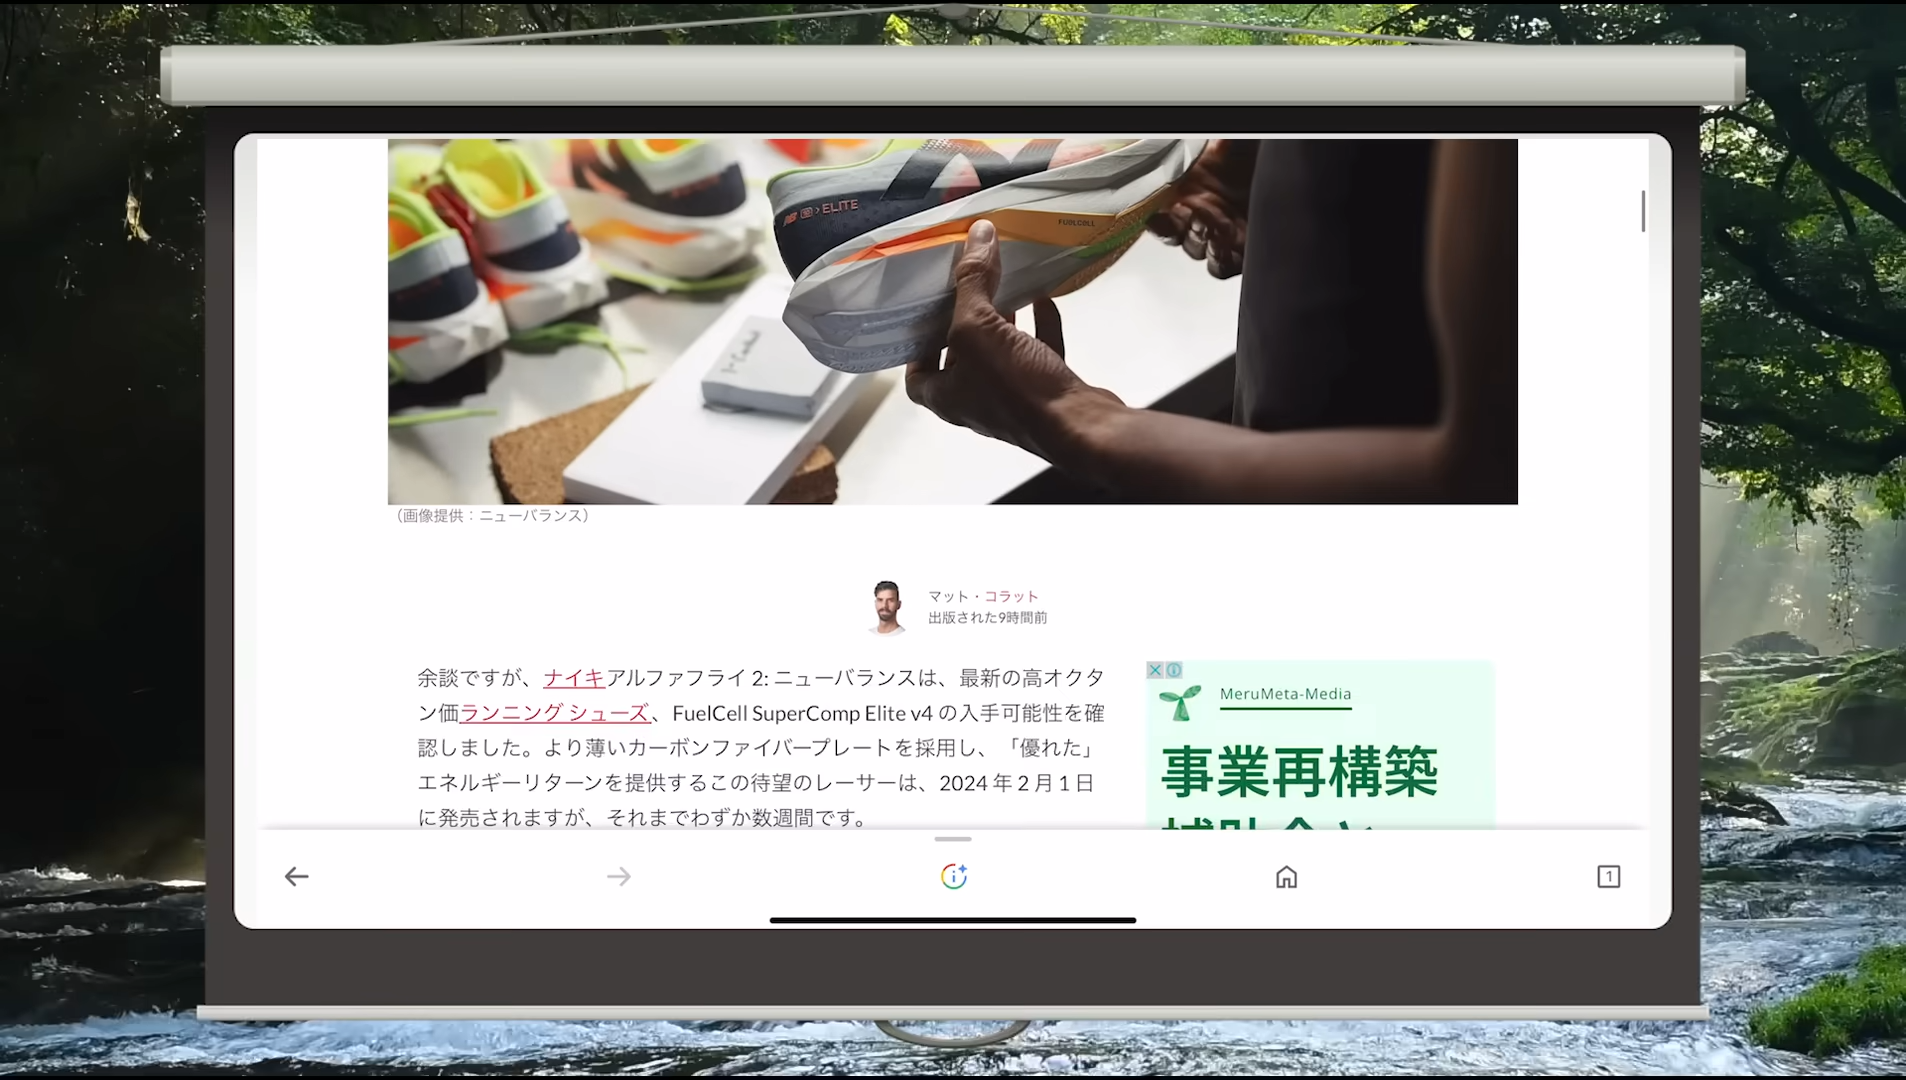 ELITE
FUELCELL
（画像提供：ニューバランス）
マット・コラット
出版された9時間前
余談ですが、ナイキアルファフライ 2: ニューバランスは、最新の高オクタ
ン価ランニング シューズ、FuelCell SuperComp Elite v4 の入手可能性を確
認しました。より薄いカーボンファイバープレートを採用し、「優れた」
エネルギーリターンを提供するこの待望のレーサーは、2024 年 2 月 1 日
に発売されますが、それまでわずか数週間です。
MeruMeta-Media
事業再構築
1